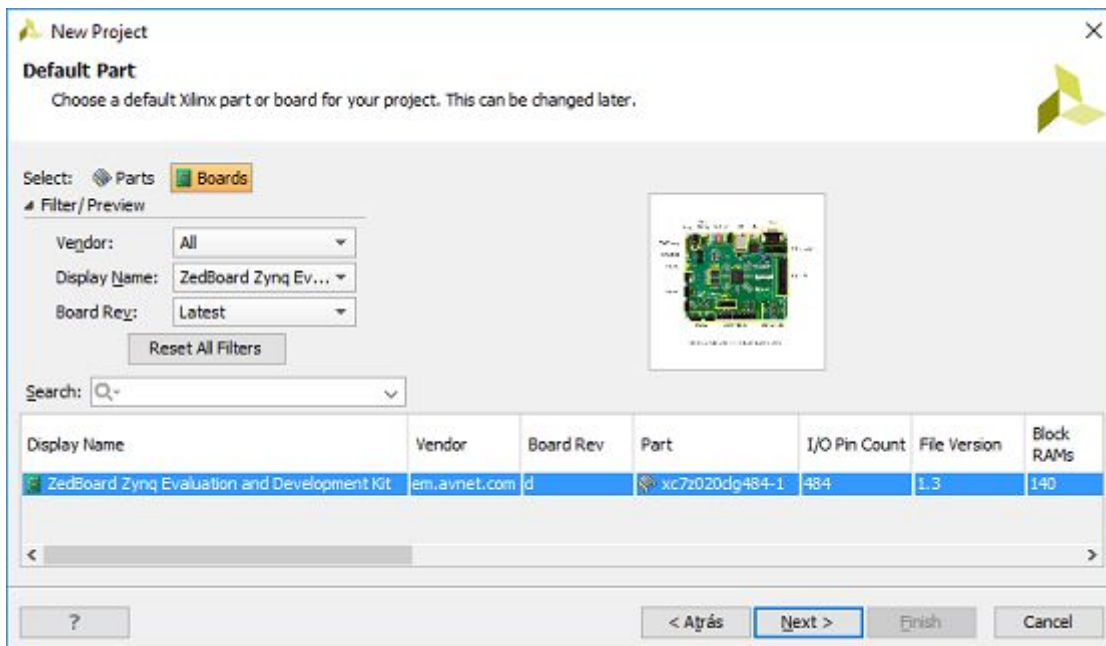 New Project
Default Part
Choose a default Xilinx part or board for your project. This can be changed later.
Select: Parts Boards
Filter/Preview
Vendor: All
Display Name: ZedBoard Zynq Ev...
Board Rev: Latest
Reset All Filters
Search:
Display Name Vendor Board Rev Part I/O Pin Count File Version Block RAMs
ZedBoard Zynq Evaluation and Development Kit em.avnet.com d xc7z020clg484-1 484 1.3 140
? < Atrás Next > Finish Cancel